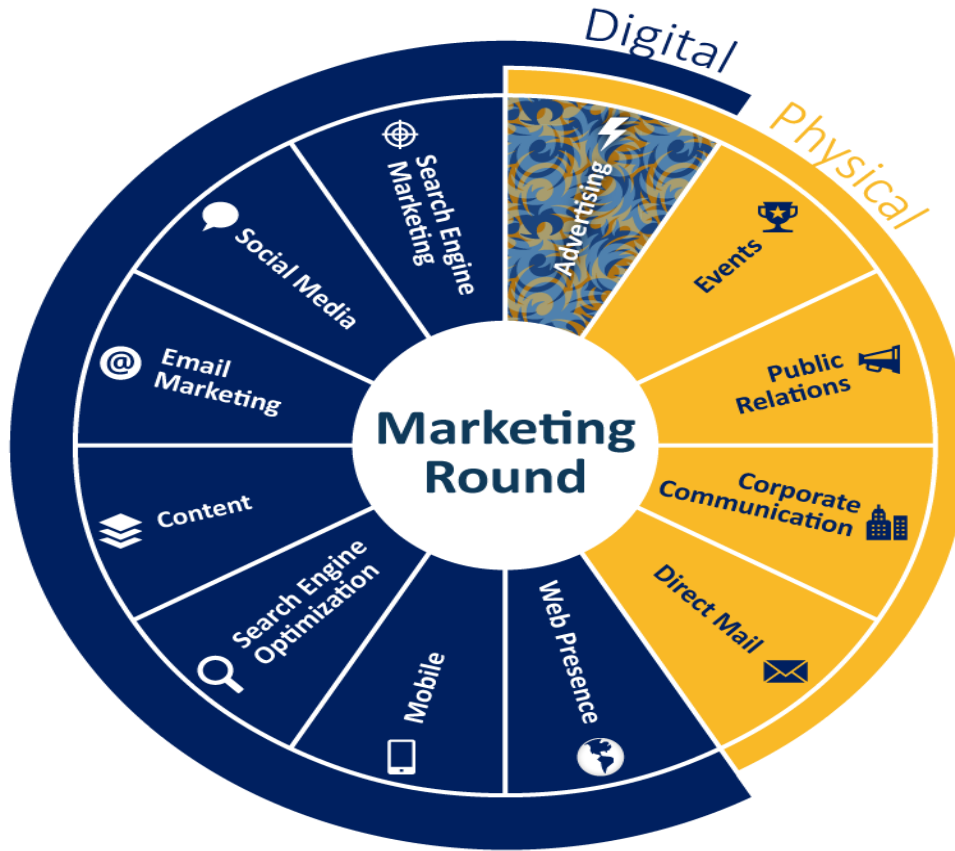 Digital
Physical
Advertising
Events
Public
Relations
Corporate
Communication
Direct Mail
Web Presence
Mobile
Search Engine
Optimization
Content
Email
Marketing
Social Media
Search Engine
Marketing
Marketing
Round
@